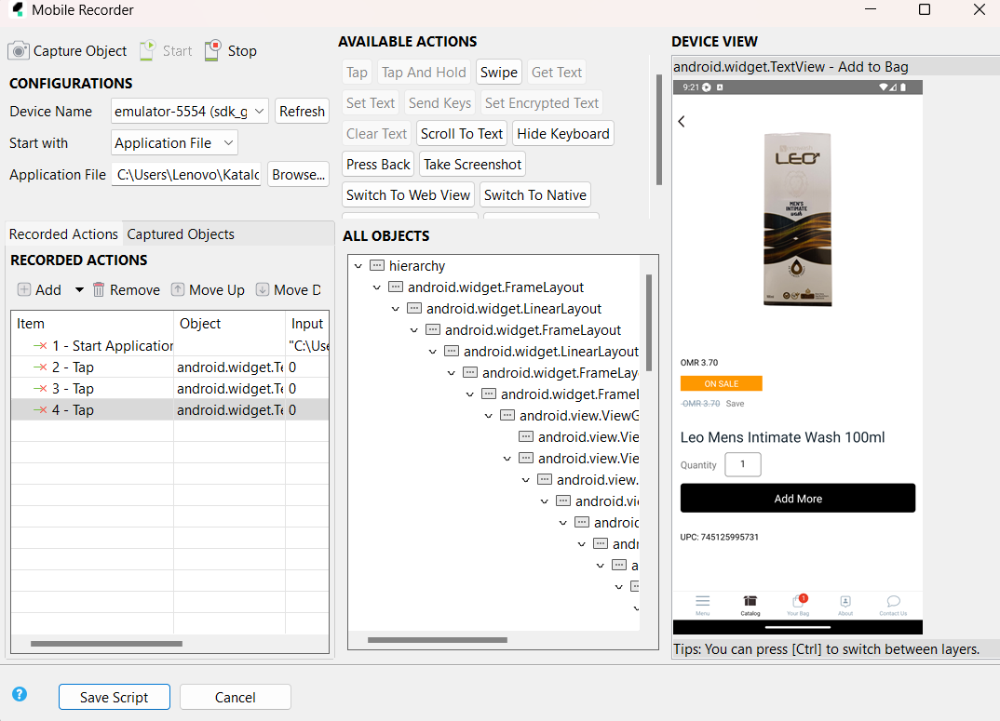 Mobile Recorder
Capture Object
Start
Stop
CONFIGURATIONS
Device Name
emulator-5554 (sdk_g
Refresh
Start with
Application File
Application File
C:\Users\Lenovo\Katalo
Browse...
AVAILABLE ACTIONS
Tap
Tap And Hold
Swipe
Get Text
Set Text
Send Keys
Set Encrypted Text
Clear Text
Scroll To Text
Hide Keyboard
Press Back
Take Screenshot
Switch To Web View
Switch To Native
Recorded Actions
Captured Objects
RECORDED ACTIONS
Add
Remove
Move Up
Move D
Item Object Input
1 - Start Application "C:\Use
2 - Tap android.widget.Te 0
3 - Tap android.widget.Te 0
4 - Tap android.widget.Te 0
ALL OBJECTS
hierarchy
android.widget.FrameLayout
android.widget.LinearLayout
android.widget.FrameLayout
android.widget.LinearLayout
android.widget.FrameLay
android.widget.FrameL
android.view.ViewG
android.view.Vie
android.view.Vie
android.view.
android.vie
android
andr
a
DEVICE VIEW
android.widget.TextView - Add to Bag
9:21
LEO
MEN'S
INTIMATE
wash
OMR 3.70
ON SALE
OMR 3.70 Save
Leo Mens Intimate Wash 100ml
Quantity 1
Add More
UPC: 745125995731
1
Menu
Catalog
Your Bag
About
Contact Us
Tips: You can press [Ctrl] to switch between layers.
?
Save Script
Cancel